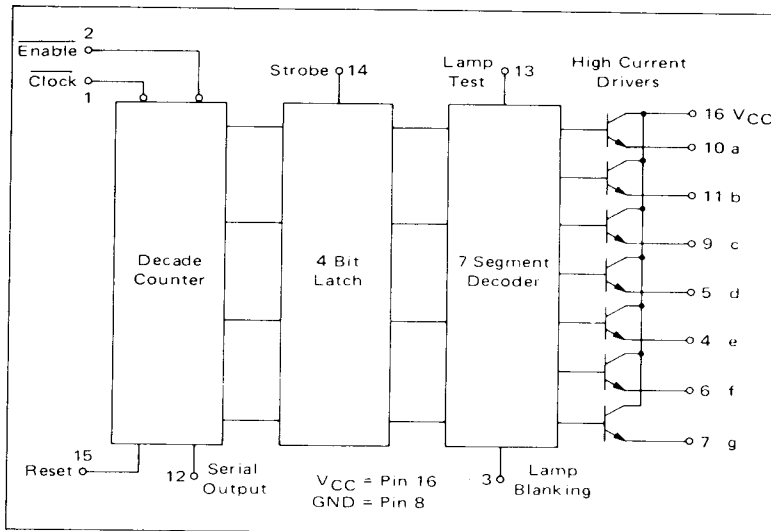 2
Enable
Clock
1
Strobe 14
Lamp
Test 13
High Current
Drivers
16 VCC
10 a
11 b
9 c
5 d
4 e
6 f
7 g
Decade
Counter
4 Bit
Latch
7 Segment
Decoder
15
Reset
12 Serial
Output
VCC = Pin 16
GND = Pin 8
3 Lamp
Blanking